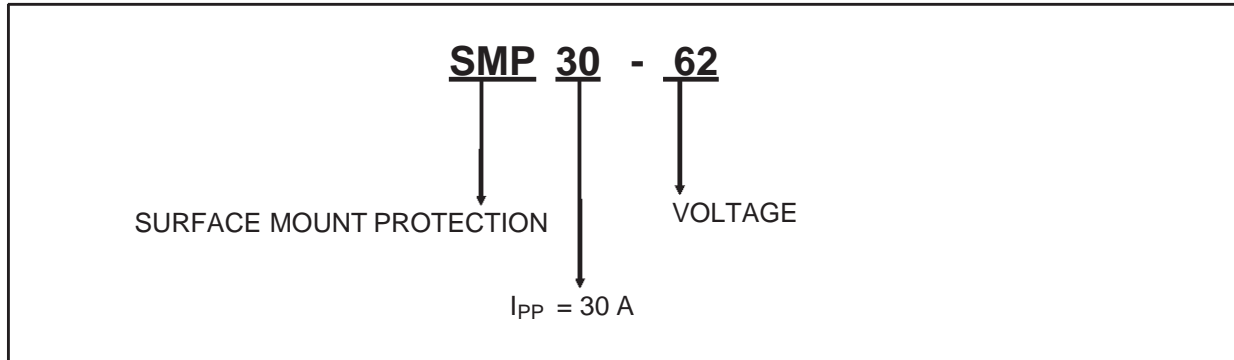 SMP 30 - 62
SURFACE MOUNT PROTECTION
VOLTAGE
IPP = 30 A